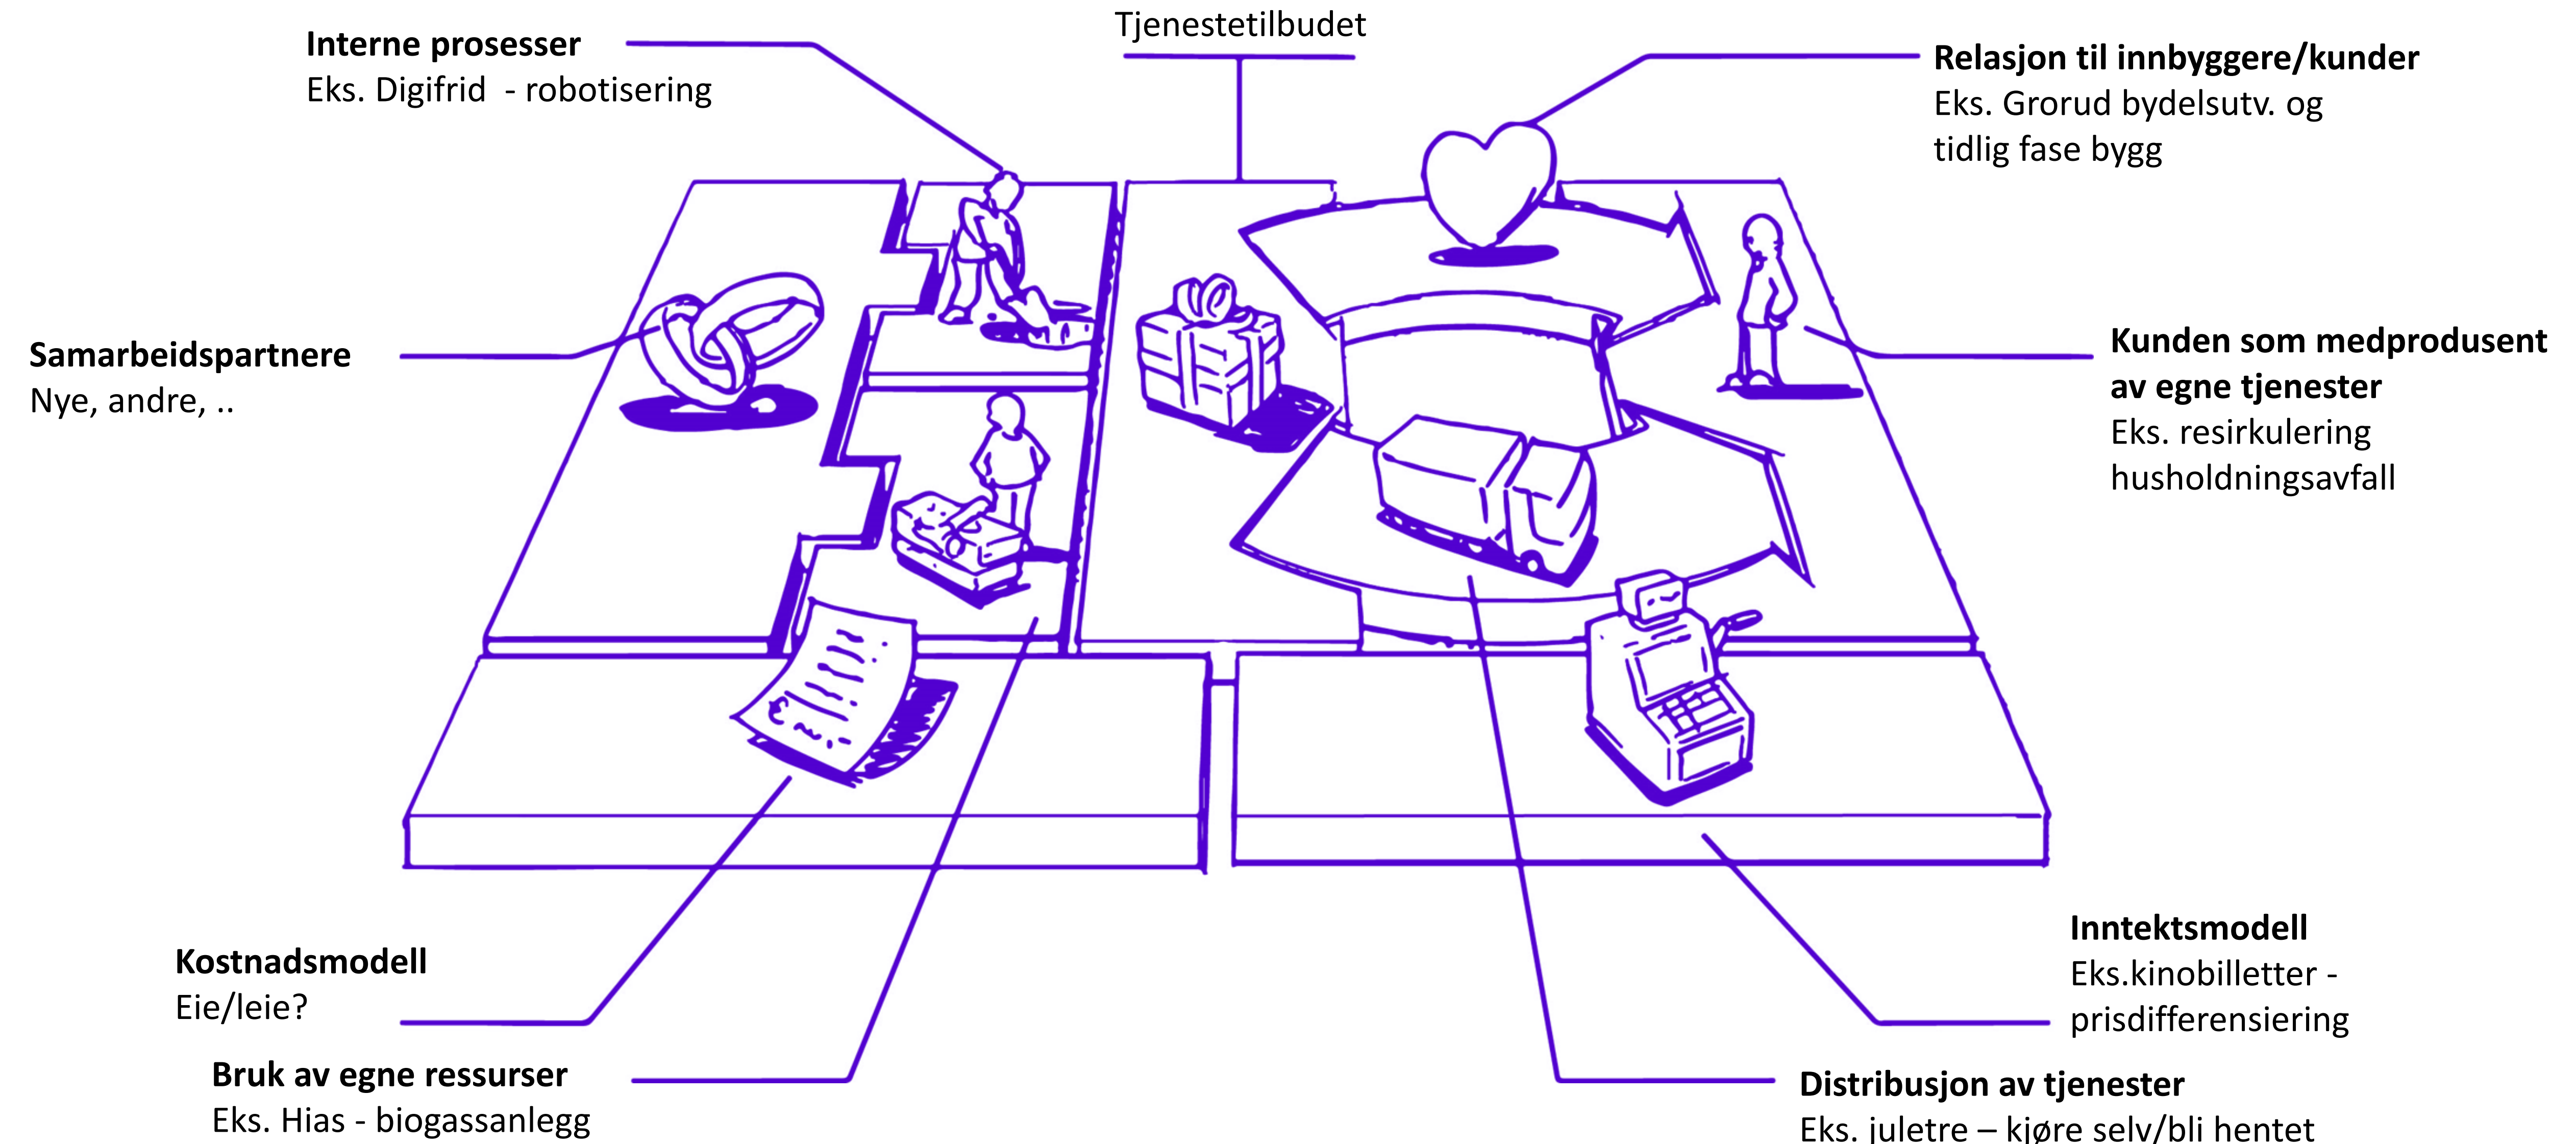 Tjenestetilbudet
Interne prosesser
Eks. Digifrid - robotisering
Relasjon til innbyggere/kunder
Eks. Grorud bydelsutv. og
tidlig fase bygg
Samarbeidspartnere
Nye, andre, ..
Kunden som medprodusent
av egne tjenester
Eks. resirkulering
husholdningsavfall
Kostnadsmodell
Eie/leie?
Inntektsmodell
Eks.kinobilletter -
prisdifferensiering
Bruk av egne ressurser
Eks. Hias - biogassanlegg
Distribusjon av tjenester
Eks. juletre – kjøre selv/bli hentet